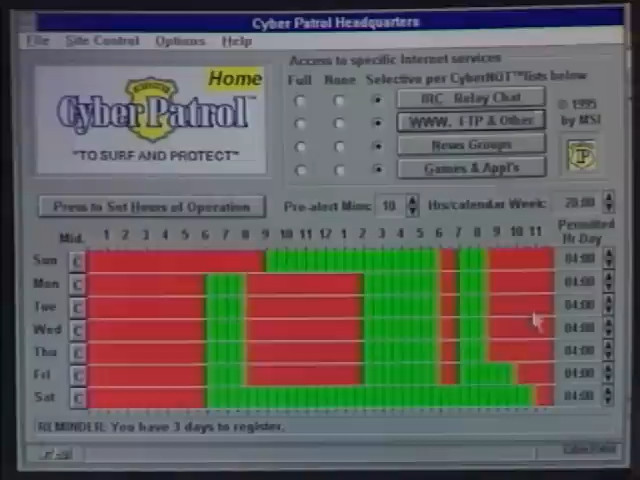 Cyber Patrol Headquarters
File Site Control Options Help
Home
CyberPatrol™
"TO SURF AND PROTECT"
Access to specific Internet services
Full None Selective per CyberNOT™lists below
IRC, Relay Chat
WWW, FTP & Other
News Groups
Games & Appl's
© 1995
by MSI
CP
Press to Set Hours of Operation
Pre-alert Mins: 10
Hrs/calendar Week: 28:00
Mid. 1 2 3 4 5 6 7 8 9 10 11 12 1 2 3 4 5 6 7 8 9 10 11
Permitted
Hr/Day
Sun C 04:00
Mon C 04:00
Tue C 04:00
Wed C 04:00
Thu C 04:00
Fri C 04:00
Sat C 04:00
REMINDER: You have 3 days to register.